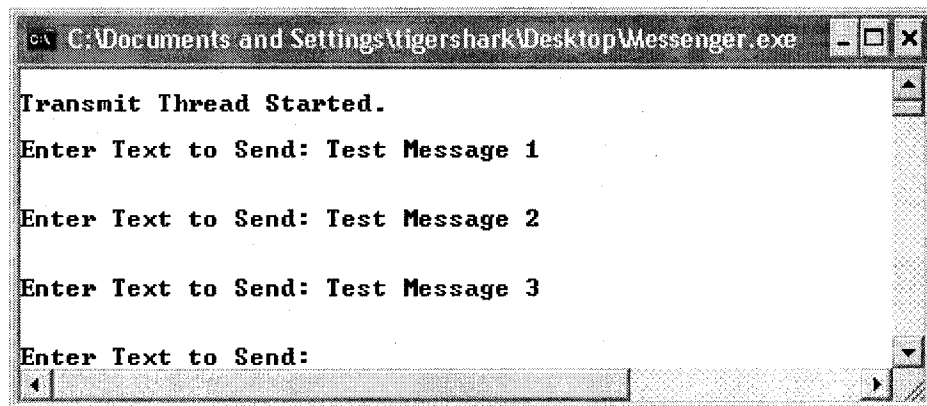 C:\Documents and Settings\tigershark\Desktop\Messenger.exe
Transmit Thread Started.
Enter Text to Send: Test Message 1
Enter Text to Send: Test Message 2
Enter Text to Send: Test Message 3
Enter Text to Send: